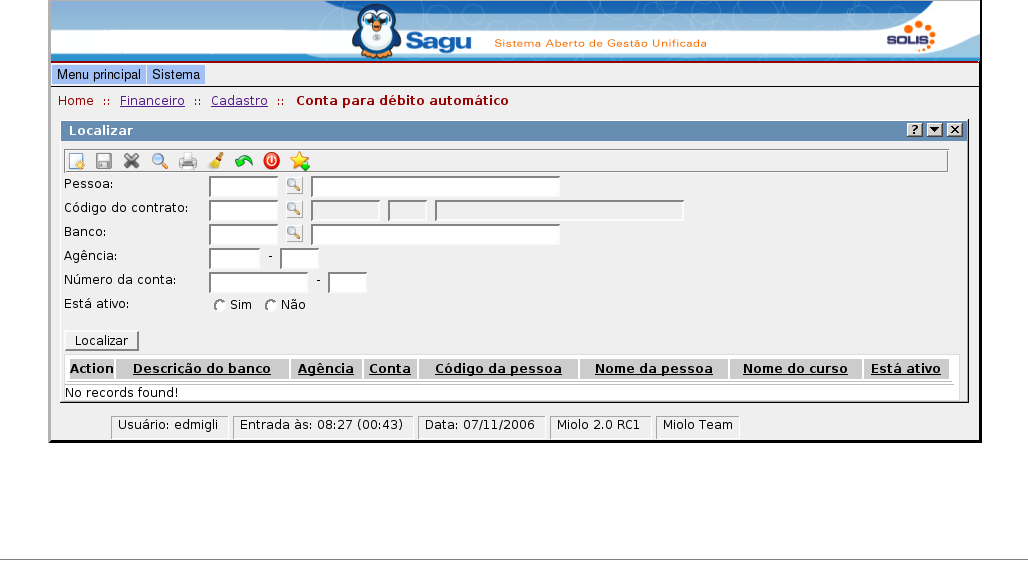 Sagu Sistema Aberto de Gestão Unificada SOLIS
Menu principal Sistema
Home :: Financeiro :: Cadastro :: Conta para débito automático
Localizar ?
Pessoa:
Código do contrato:
Banco:
Agência: -
Número da conta: -
Está ativo: Sim Não
Localizar
Action Descrição do banco Agência Conta Código da pessoa Nome da pessoa Nome do curso Está ativo
No records found!
Usuário: edmigli Entrada às: 08:27 (00:43) Data: 07/11/2006 Miolo 2.0 RC1 Miolo Team